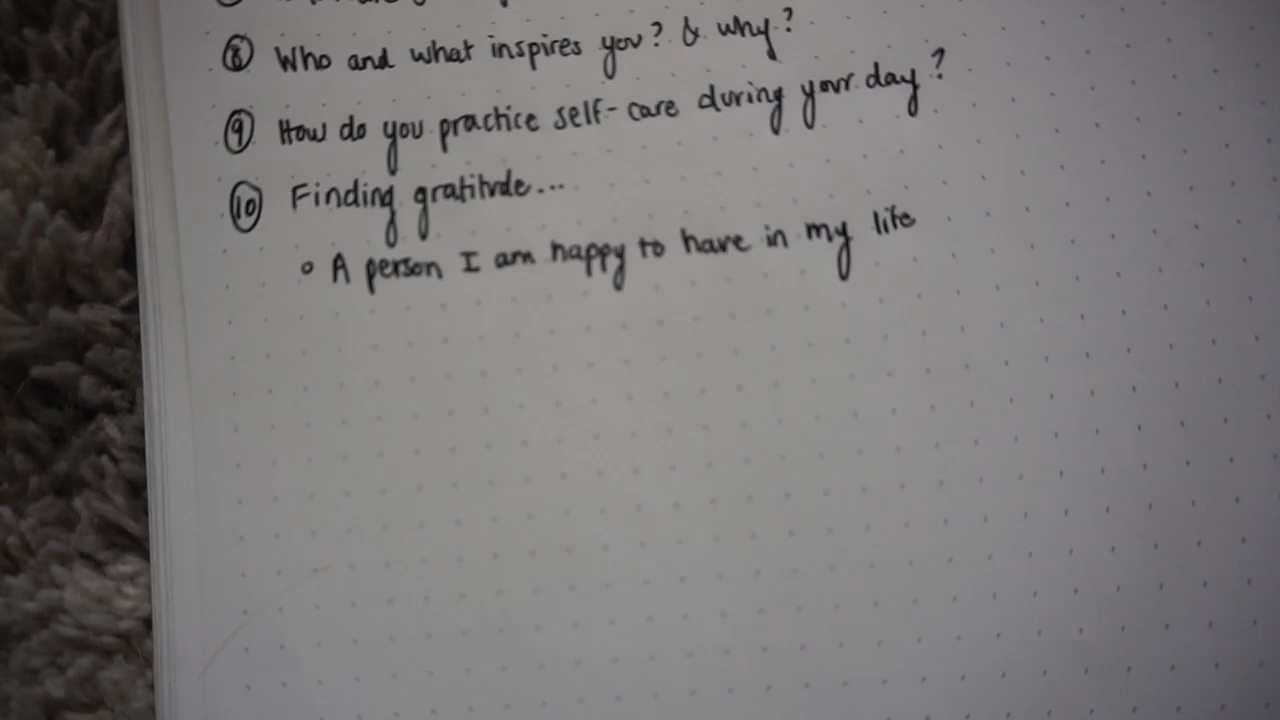 ⑧ Who and what inspires you? & why?
⑨ How do you practice self-care during your day?
⑩ Finding gratitude...
○ A person I am happy to have in my life